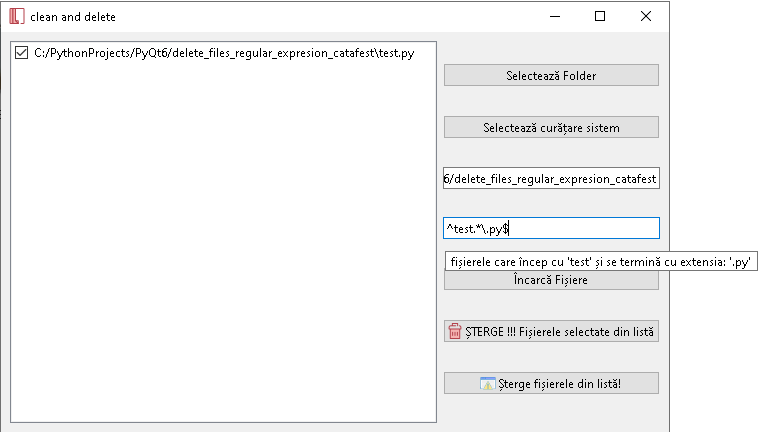 clean and delete
C:/PythonProjects/PyQt6/delete_files_regular_expresion_catafest\test.py
Selectează Folder
Selectează curățare sistem
6/delete_files_regular_expresion_catafest
^test.*\.py$
fișierele care încep cu 'test' și se termină cu extensia: '.py'
Încarcă Fișiere
ȘTERGE !!! Fișierele selectate din listă
Șterge fișierele din listă!